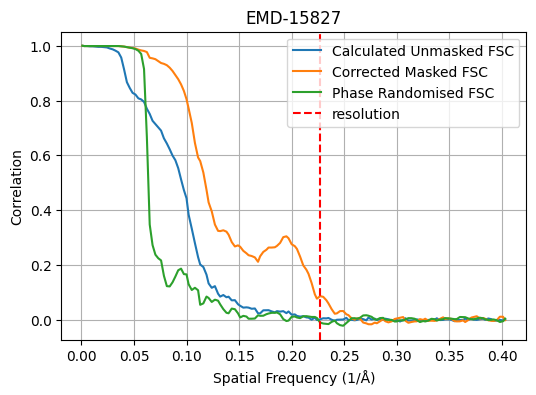 EMD-15827
Calculated Unmasked FSC
Corrected Masked FSC
Phase Randomised FSC
resolution
Correlation
1.0
0.8
0.6
0.4
0.2
0.0
0.00 0.05 0.10 0.15 0.20 0.25 0.30 0.35 0.40
Spatial Frequency (1/Å)